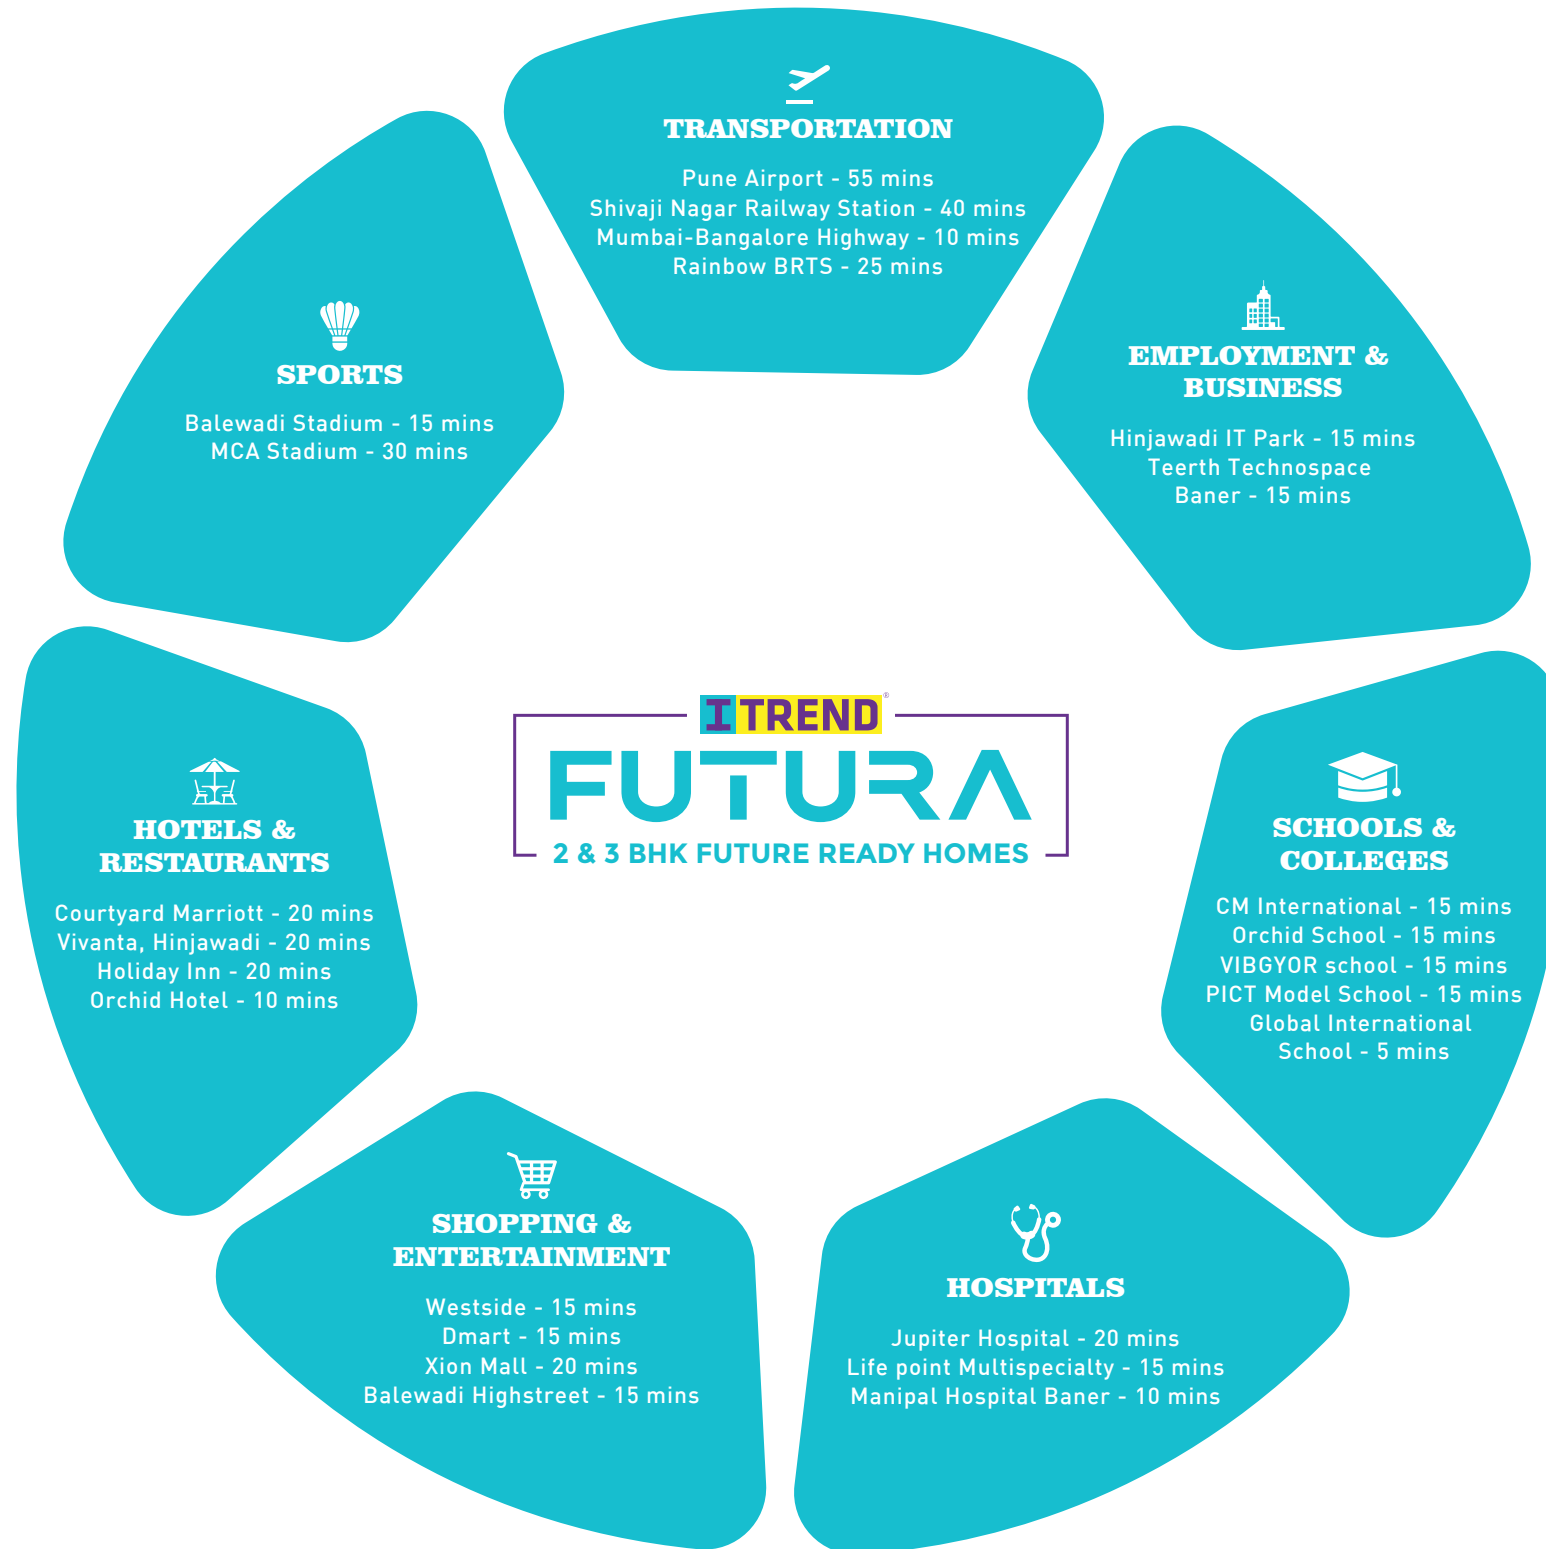 TRANSPORTATION
Pune Airport - 55 mins
Shivaji Nagar Railway Station - 40 mins
Mumbai-Bangalore Highway - 10 mins
Rainbow BRTS - 25 mins
EMPLOYMENT &
BUSINESS
Hinjawadi IT Park - 15 mins
Teerth Technospace
Baner - 15 mins
SCHOOLS &
COLLEGES
CM International - 15 mins
Orchid School - 15 mins
VIBGYOR school - 15 mins
PICT Model School - 15 mins
Global International
School - 5 mins
HOSPITALS
Jupiter Hospital - 20 mins
Life point Multispecialty - 15 mins
Manipal Hospital Baner - 10 mins
SHOPPING &
ENTERTAINMENT
Westside - 15 mins
Dmart - 15 mins
Xion Mall - 20 mins
Balewadi Highstreet - 15 mins
HOTELS &
RESTAURANTS
Courtyard Marriott - 20 mins
Vivanta, Hinjawadi - 20 mins
Holiday Inn - 20 mins
Orchid Hotel - 10 mins
SPORTS
Balewadi Stadium - 15 mins
MCA Stadium - 30 mins
I TREND®
FUTURA
2 & 3 BHK FUTURE READY HOMES